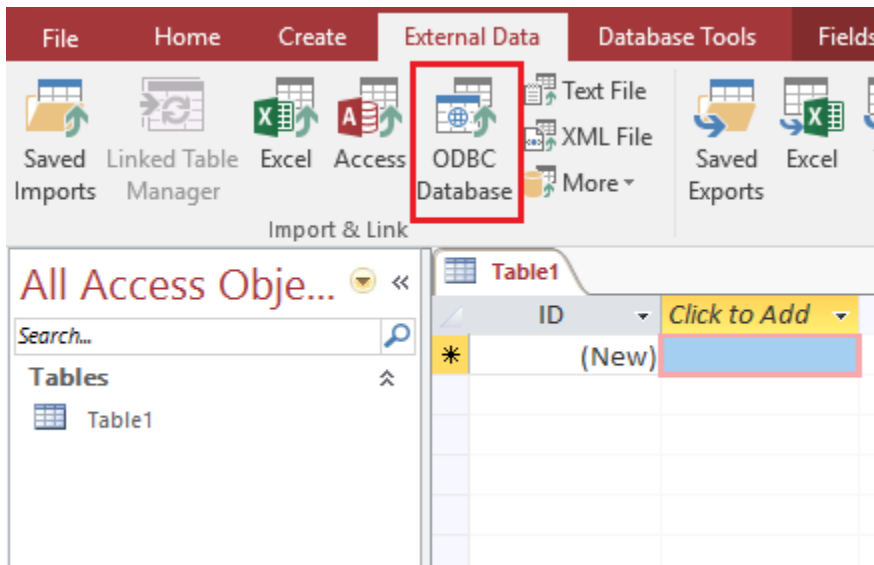 File Home Create External Data Database Tools Fields
Text File
XML File
More
Saved Imports
Linked Table Manager
Excel
Access
ODBC Database
Saved Exports
Excel
Import & Link
All Access Obje... «
Search...
Tables
Table1
Table1
ID Click to Add
* (New)